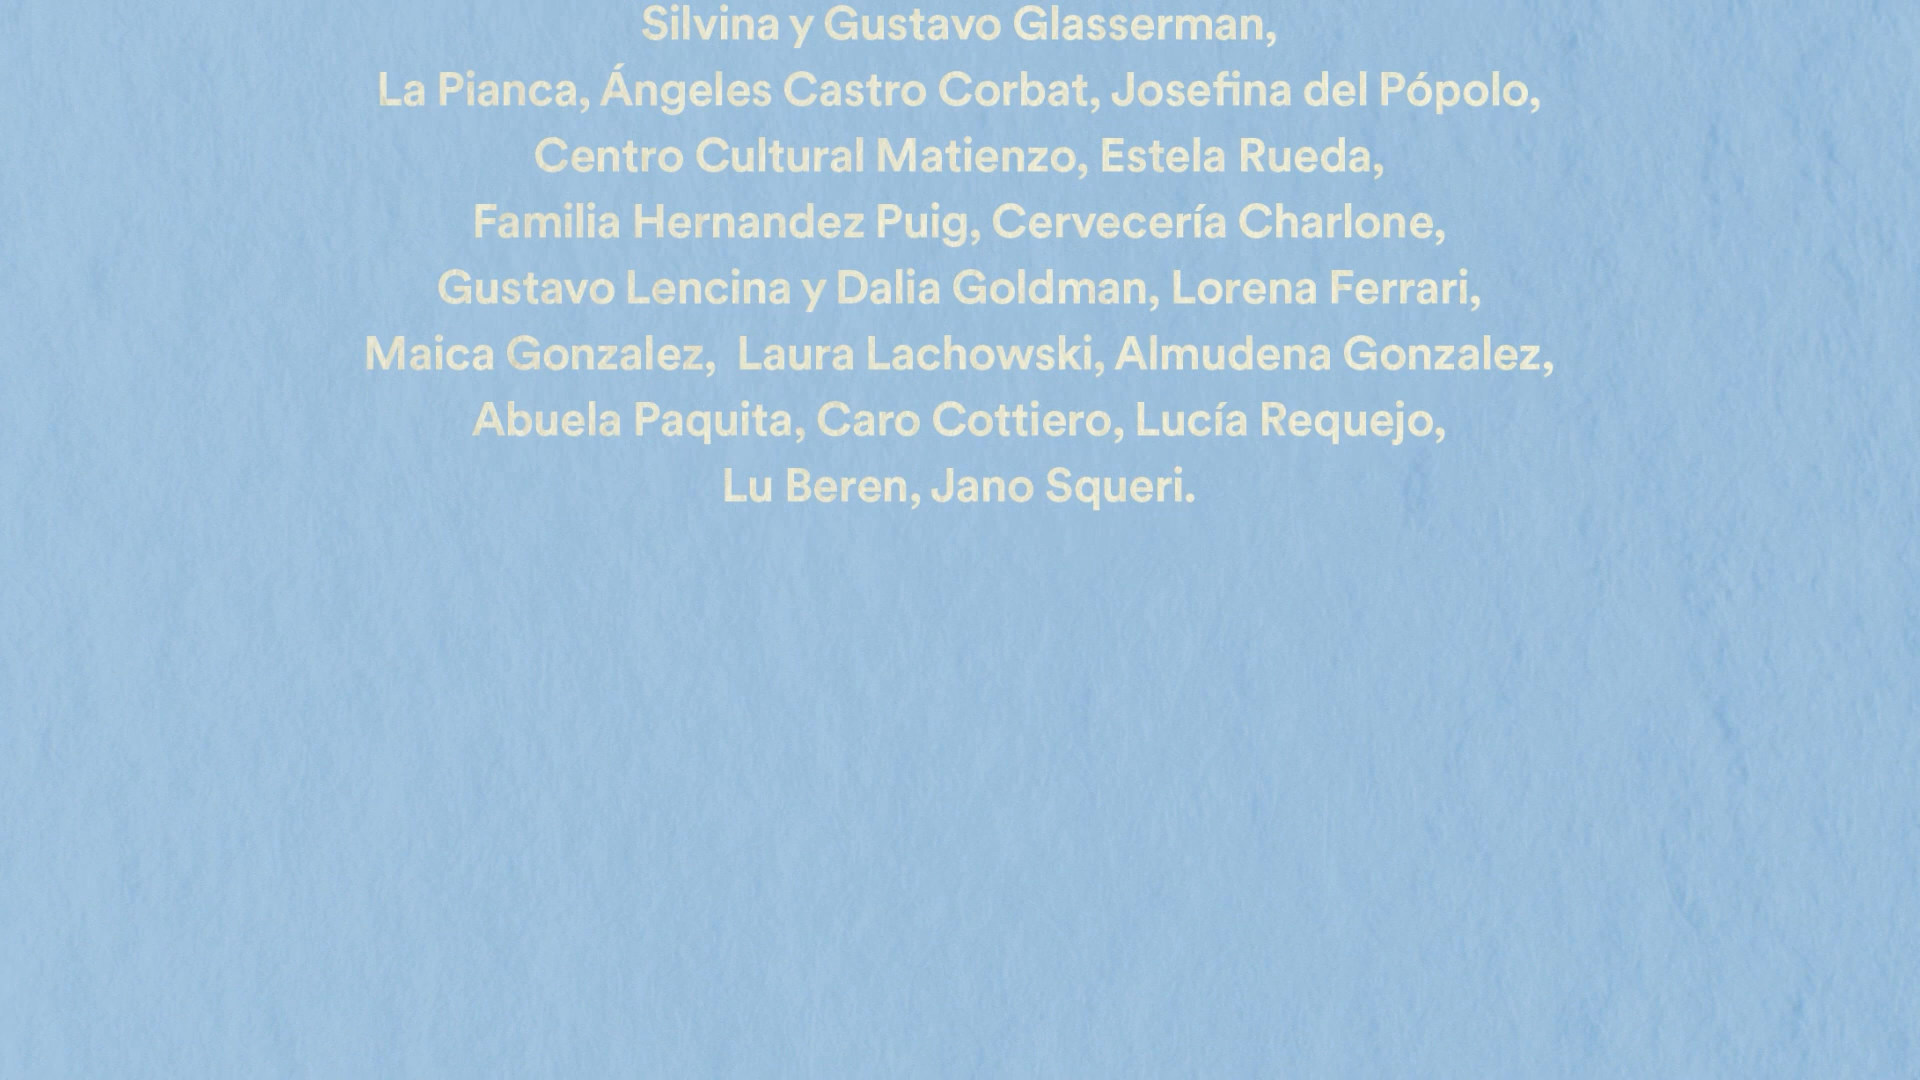 Silvina y Gustavo Glasserman,
La Pianca, Ángeles Castro Corbat, Josefina del Pópolo,
Centro Cultural Matienzo, Estela Rueda,
Familia Hernandez Puig, Cervecería Charlone,
Gustavo Lencina y Dalia Goldman, Lorena Ferrari,
Maica Gonzalez,  Laura Lachowski, Almudena Gonzalez,
Abuela Paquita, Caro Cottiero, Lucía Requejo,
Lu Beren, Jano Squeri.